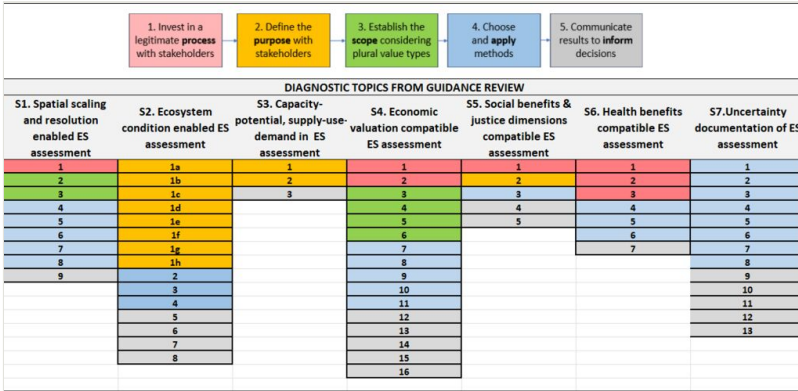 1. Invest in a
legitimate process
with stakeholders
2. Define the
purpose with
stakeholders
3. Establish the
scope considering
plural value types
4. Choose
and apply
methods
5. Communicate
results to inform
decisions
DIAGNOSTIC TOPICS FROM GUIDANCE REVIEW
S1. Spatial scaling
and resolution
enabled ES
assessment
S2. Ecosystem
condition enabled ES
assessment
S3. Capacity-
potential, supply-use-
demand in ES
assessment
S4. Economic
valuation compatible
ES assessment
S5. Social benefits &
justice dimensions
compatible ES
assessment
S6. Health benefits
compatible ES
assessment
S7.Uncertainty
documentation of ES
assessment
1 1a 1 1 1 1 1
2 1b 2 2 2 2 2
3 1c 3 3 3 3 3
4 1d 4 4 4 4
5 1e 5 5 5 5
6 1f 6 6 6
7 1g 7 7 7
8 1h 8 8
9 2 9 9
3 10 10
4 11 11
5 12 12
6 13 13
7 14
8 15
16